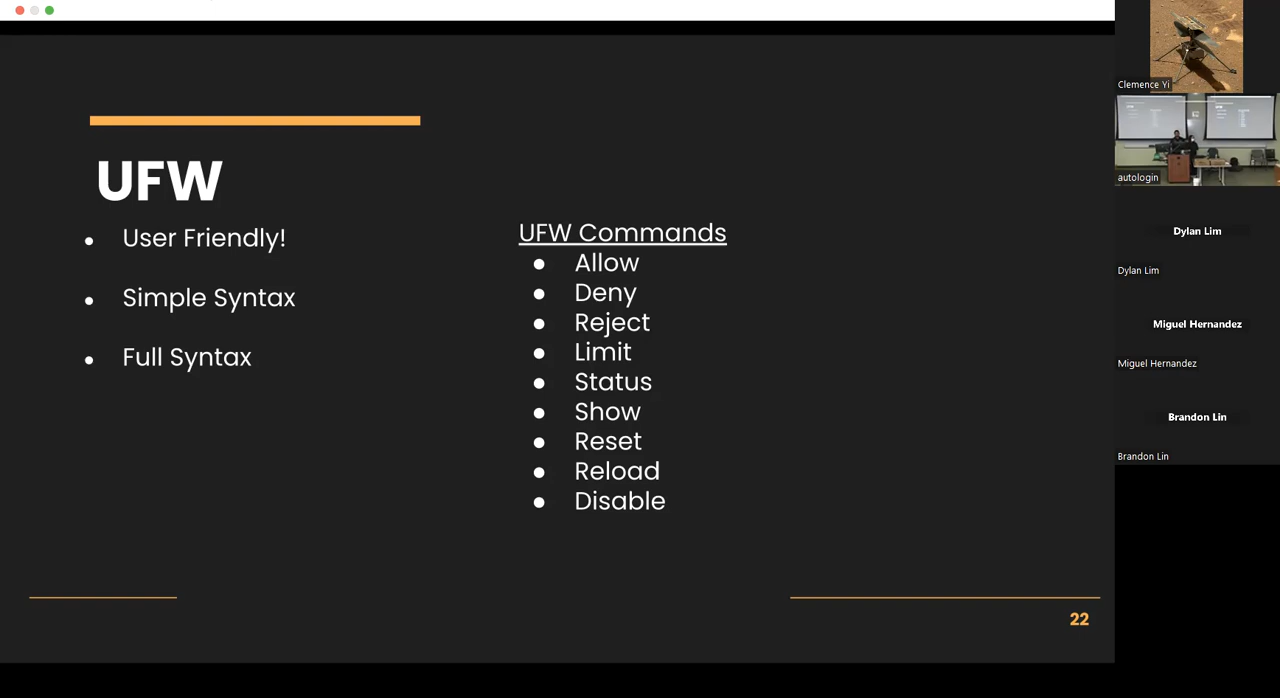 UFW
User Friendly!
Simple Syntax
Full Syntax
UFW Commands
Allow
Deny
Reject
Limit
Status
Show
Reset
Reload
Disable
22
Clemence Yi
autologin
Dylan Lim
Dylan Lim
Miguel Hernandez
Miguel Hernandez
Brandon Lin
Brandon Lin